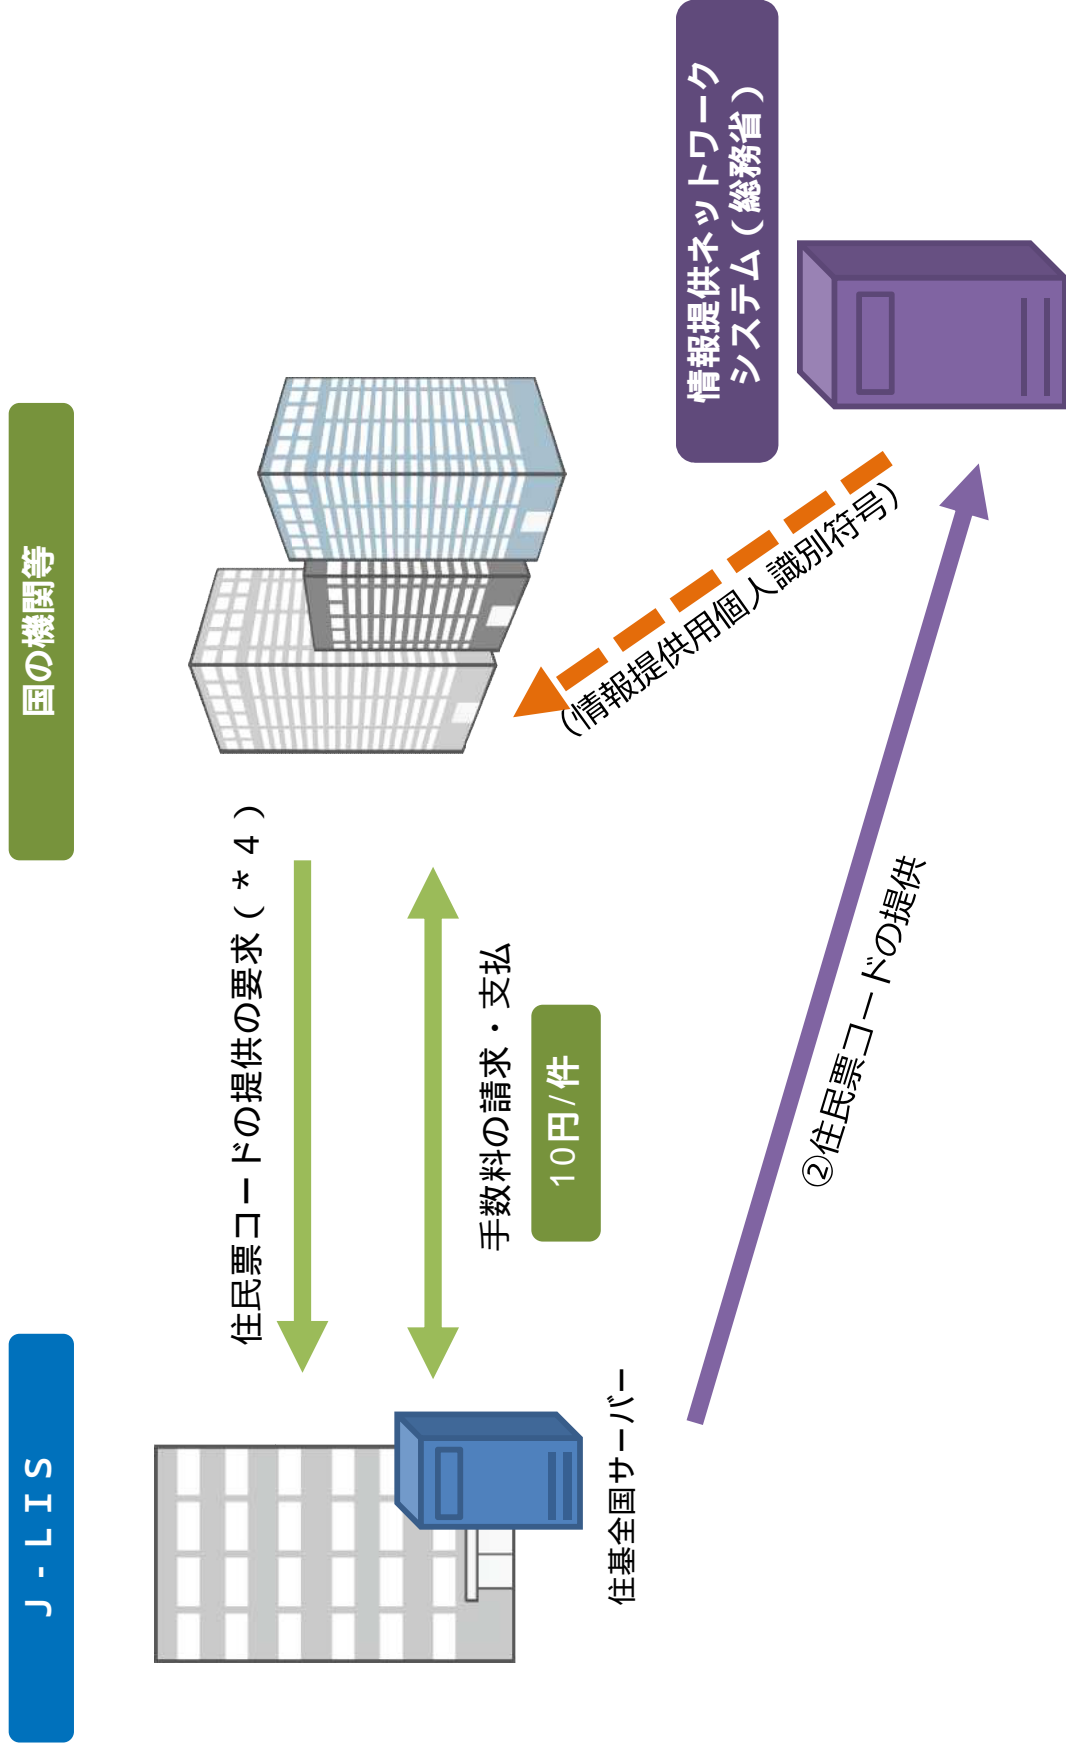 J-LIS
国の機関等
住民票コードの提供の要求(*4)
手数料の請求・支払
10円/件
住基全国サーバー
②住民票コードの提供
(情報提供用個人識別符号)
情報提供ネットワーク
システム(総務省)